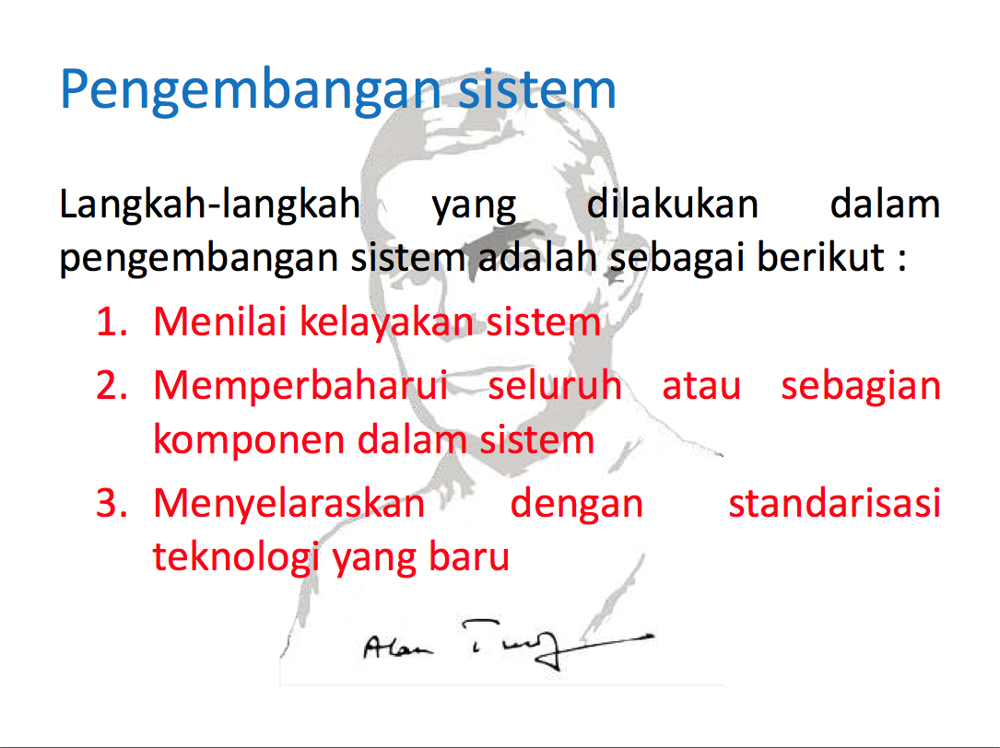 Pengembangan sistem
Langkah-langkah yang dilakukan dalam
pengembangan sistem adalah sebagai berikut :
1. Menilai kelayakan sistem
2. Memperbaharui seluruh atau sebagian
komponen dalam sistem
3. Menyelaraskan dengan standarisasi
teknologi yang baru
Alan Turing